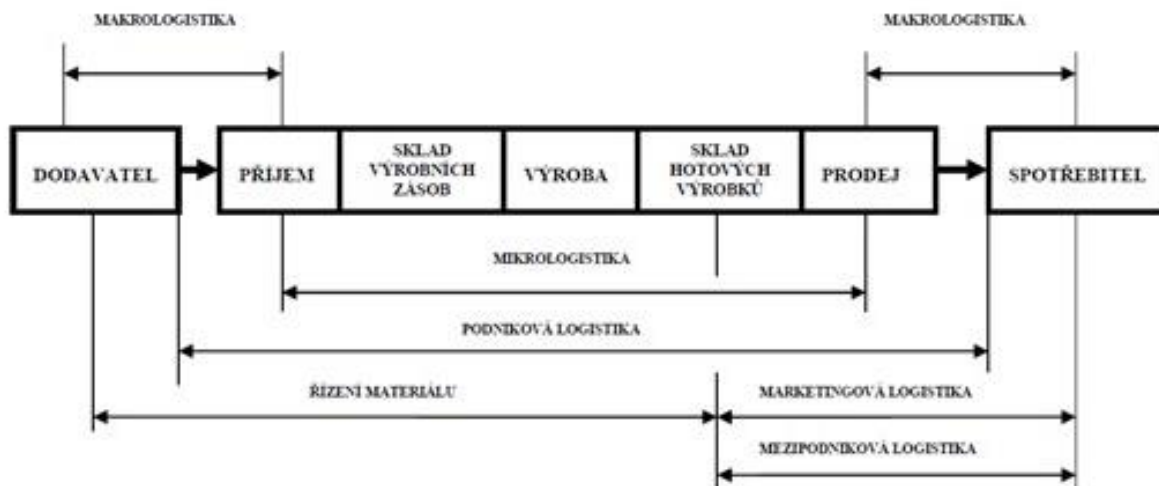 MAKROLOGISTIKA
MAKROLOGISTIKA
DODAVATEL
PŘÍJEM
SKLAD
VÝROBNÍCH
ZÁSOB
VÝROBA
SKLAD
HOTOVÝCH
VÝROBKŮ
PRODEJ
SPOTŘEBITEL
MIKROLOGISTIKA
PODNIKOVÁ LOGISTIKA
ŘÍZENÍ MATERIÁLU
MARKETINGOVÁ LOGISTIKA
MEZIPODNIKOVÁ LOGISTIKA